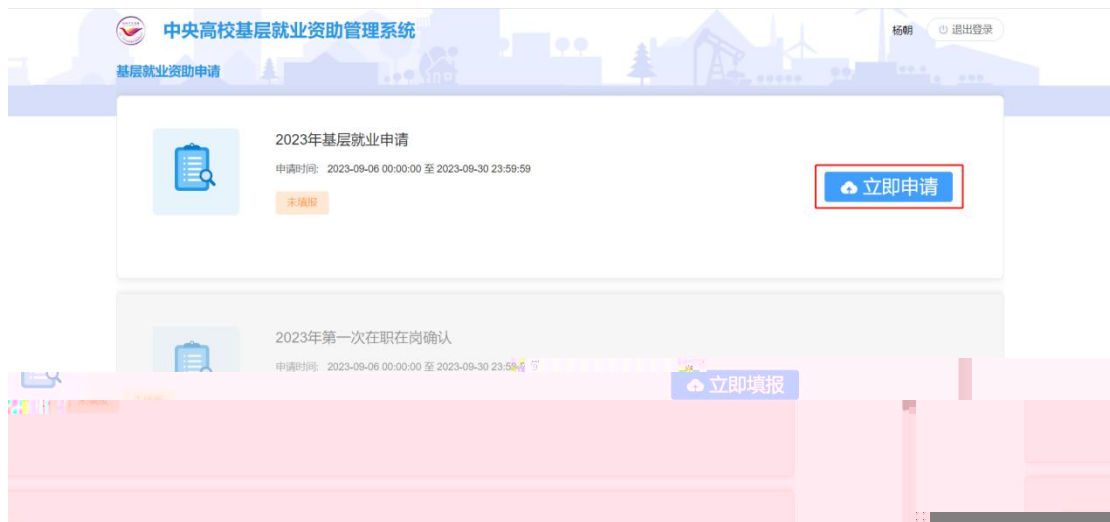 中央高校基层就业资助管理系统
杨朝 退出登录
基层就业资助申请
2023年基层就业申请
申请时间: 2023-09-06 00:00:00 至 2023-09-30 23:59:59
未填报
立即申请
2023年第一次在职在岗确认
申请时间: 2023-09-06 00:00:00 至 2023-09-30 23:59
立即填报